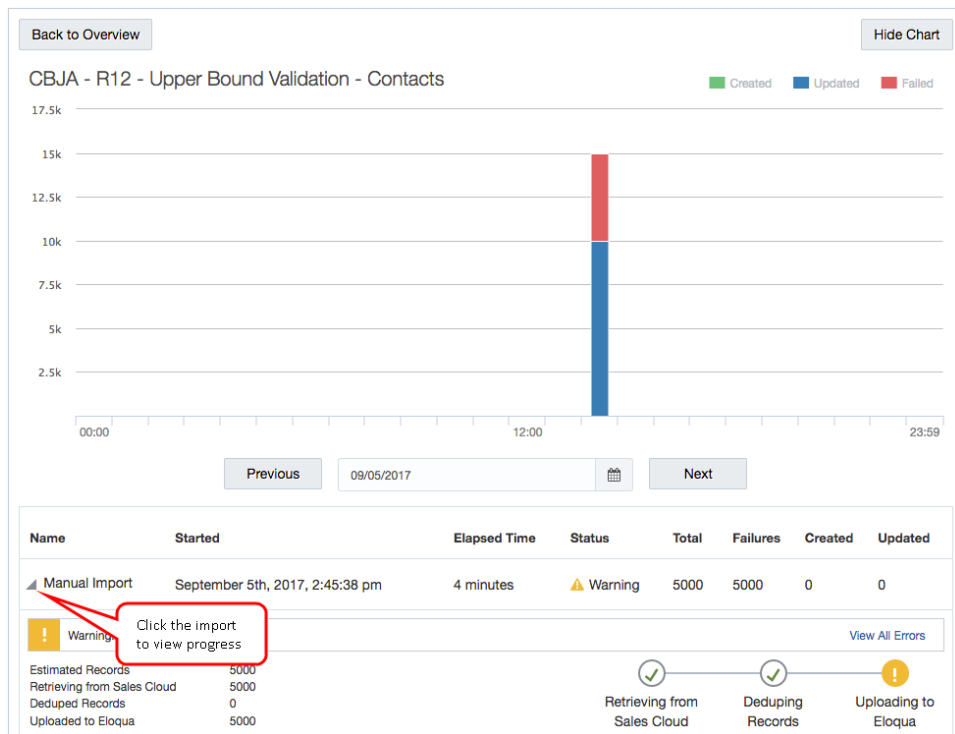 Back to Overview
Hide Chart
CBJA - R12 - Upper Bound Validation - Contacts
Created Updated Failed
17.5k
15k
12.5k
10k
7.5k
5k
2.5k
00:00 12:00 23:59
Previous 09/05/2017 Next
Name Started Elapsed Time Status Total Failures Created Updated
Manual Import September 5th, 2017, 2:45:38 pm 4 minutes Warning 5000 5000 0 0
Click the import
to view progress
! Warning View All Errors
Estimated Records 5000
Retrieving from Sales Cloud 5000
Deduped Records 0
Uploaded to Eloqua 5000
!
Retrieving from
Sales Cloud
Deduping
Records
Uploading to
Eloqua